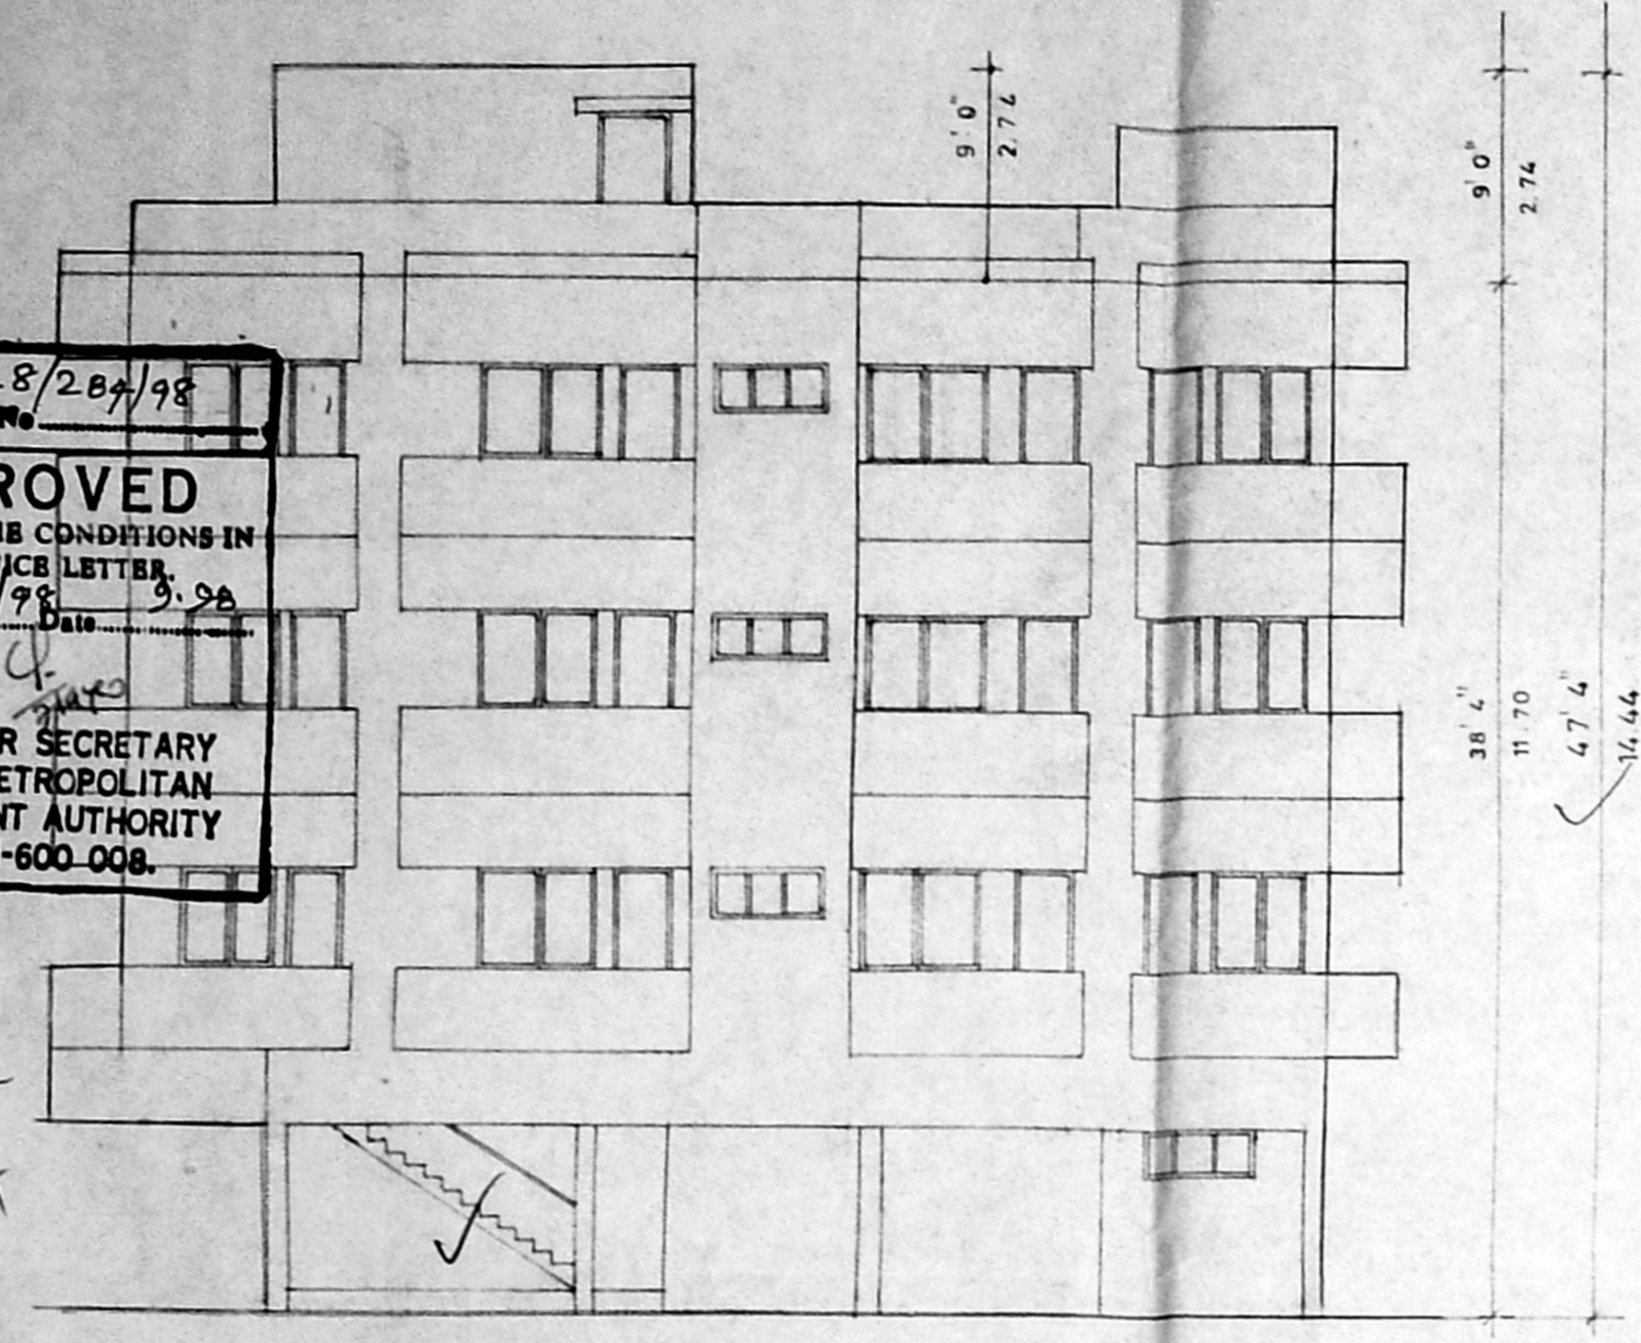 8/284/98
No
ROVED
HE CONDITIONS IN
ICE LETTER.
/98 9.98
Date
R SECRETARY
ETROPOLITAN
NT AUTHORITY
-600 008.
9' 0"
2.74
9' 0"
2.74
38' 4"
11.70
47' 4"
14.44